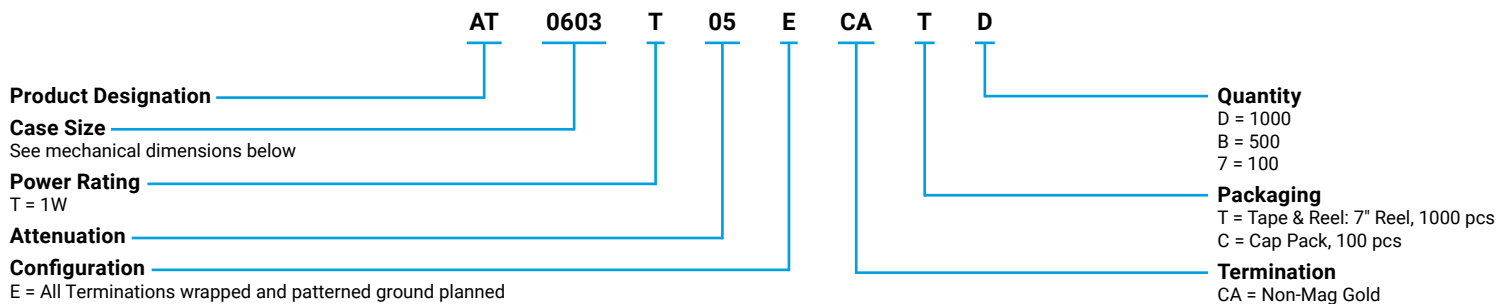 AT 0603 T 05 E CA T D
Product Designation
Case Size
See mechanical dimensions below
Power Rating
T = 1W
Attenuation
Configuration
E = All Terminations wrapped and patterned ground planned
Quantity
D = 1000
B = 500
7 = 100
Packaging
T = Tape & Reel: 7" Reel, 1000 pcs
C = Cap Pack, 100 pcs
Termination
CA = Non-Mag Gold